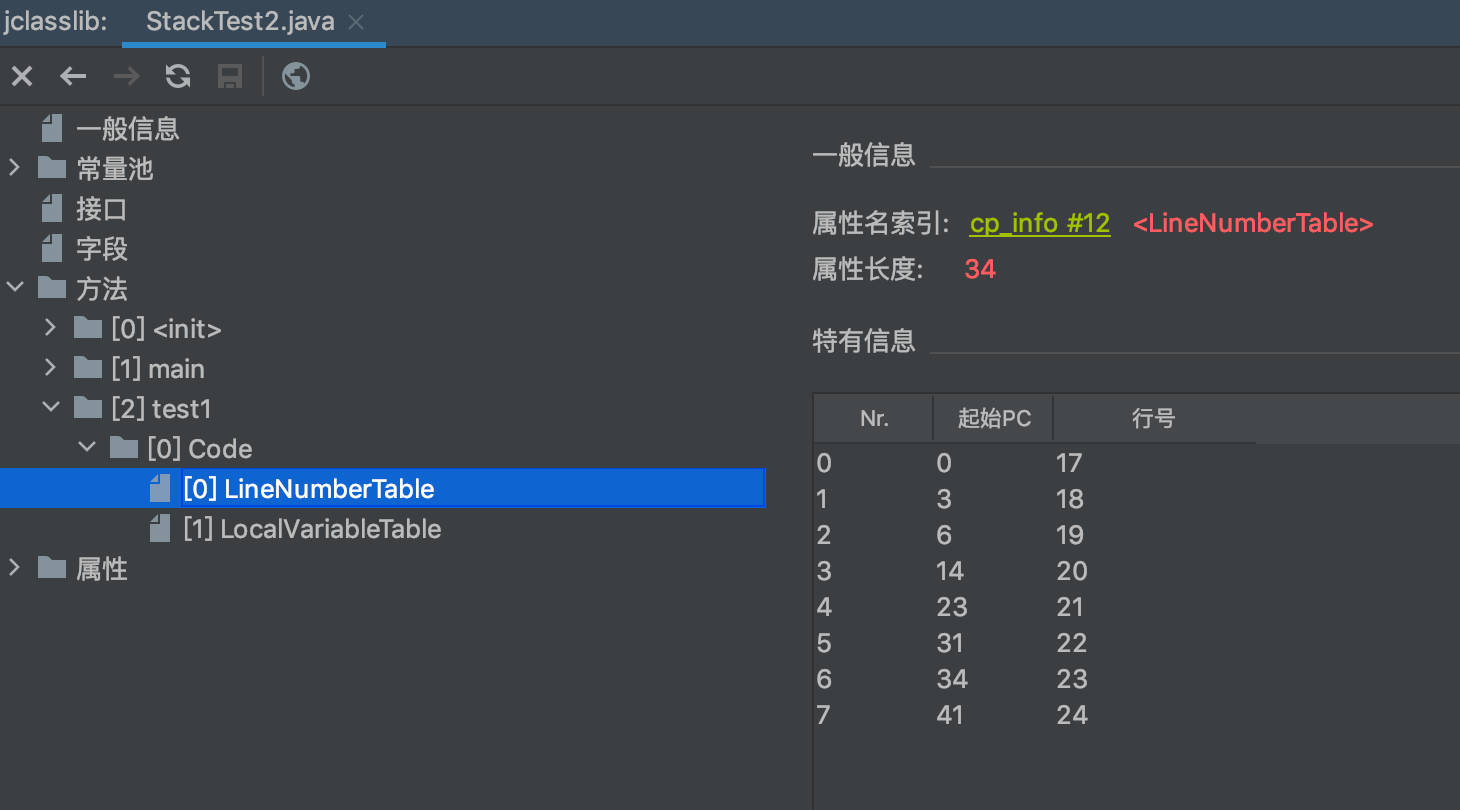 jclasslib: StackTest2.java
一般信息
常量池
接口
字段
方法
[0] <init>
[1] main
[2] test1
[0] Code
[0] LineNumberTable
[1] LocalVariableTable
属性
一般信息
属性名索引: cp_info #12 <LineNumberTable>
属性长度: 34
特有信息
Nr. 起始PC 行号
0 0 17
1 3 18
2 6 19
3 14 20
4 23 21
5 31 22
6 34 23
7 41 24